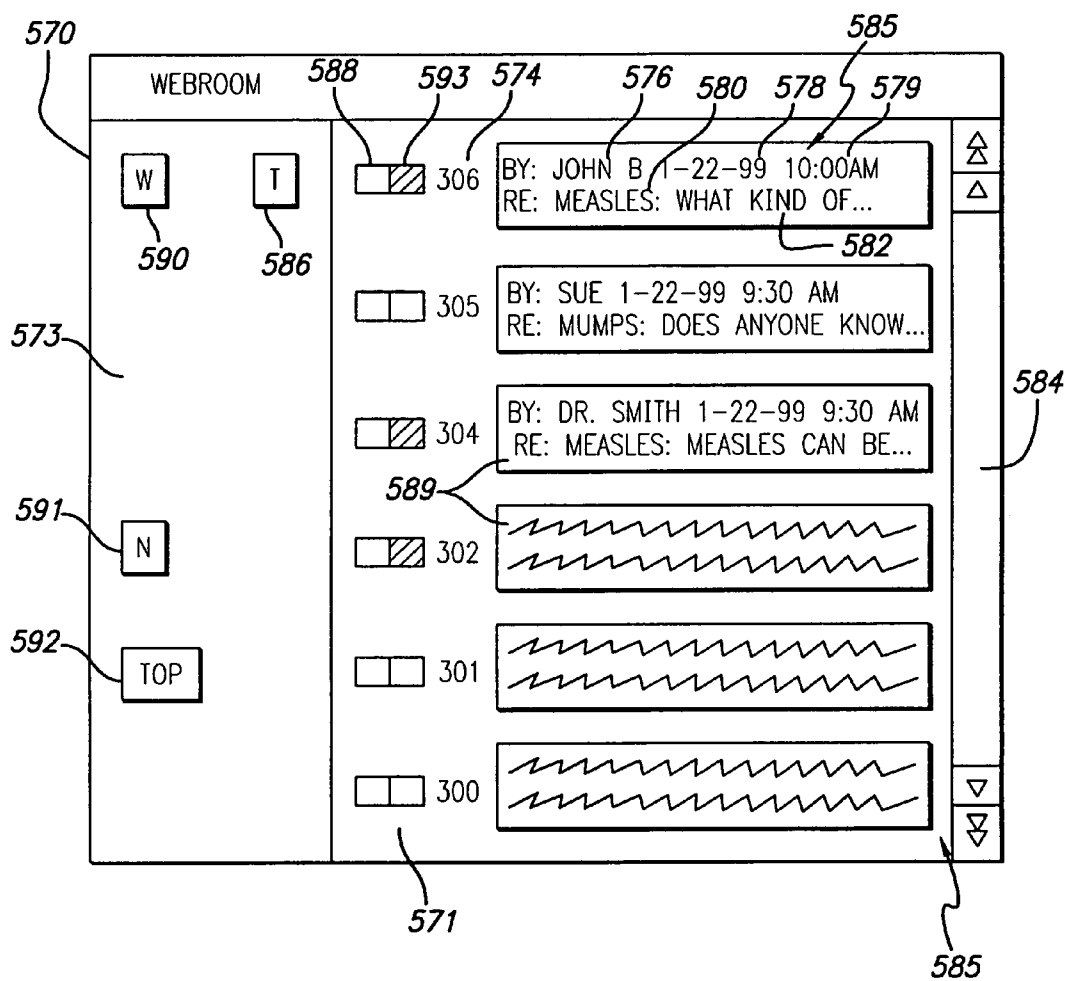 570
WEBROOM
588
593
574
576
580
578
585
579
W
T
590
586
306
BY: JOHN B 1-22-99 10:00AM
RE: MEASLES: WHAT KIND OF...
582
573
305
BY: SUE 1-22-99 9:30 AM
RE: MUMPS: DOES ANYONE KNOW...
584
304
BY: DR. SMITH 1-22-99 9:30 AM
RE: MEASLES: MEASLES CAN BE...
589
591
N
302
592
TOP
301
300
571
585